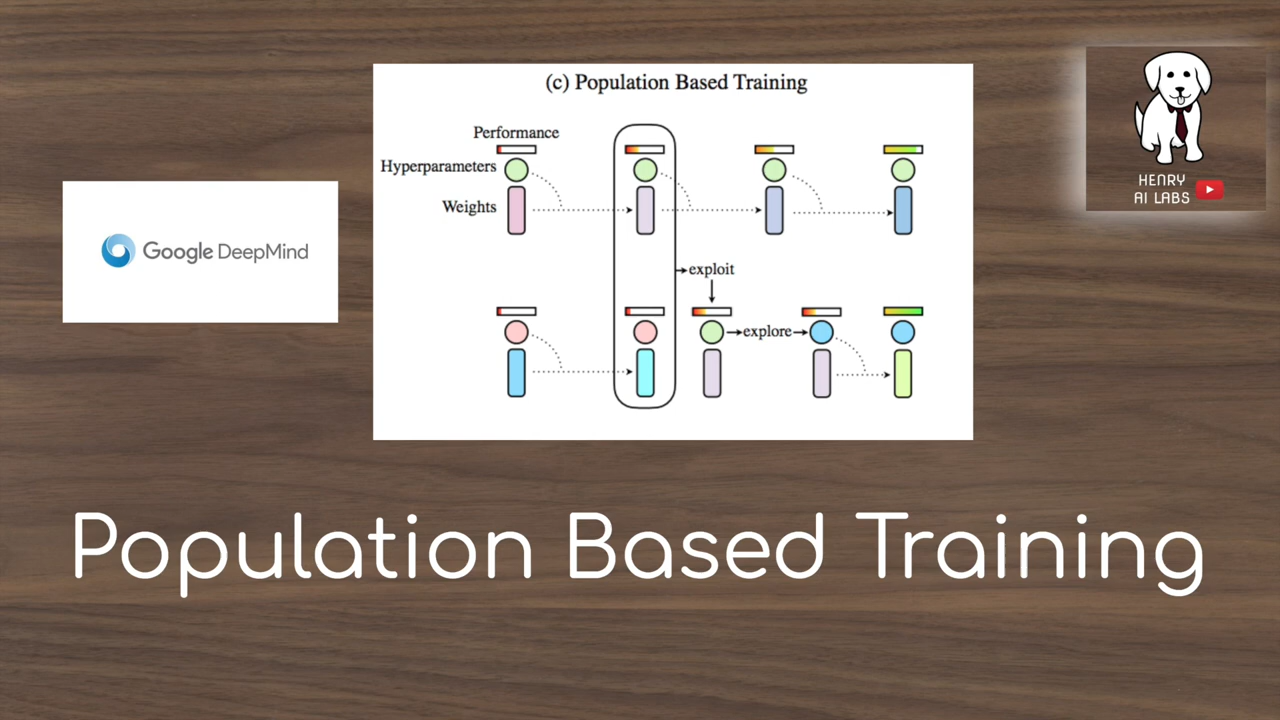 (c) Population Based Training
Performance
Hyperparameters
Weights
exploit
explore
Google DeepMind
HENRY
AI LABS
Population Based Training